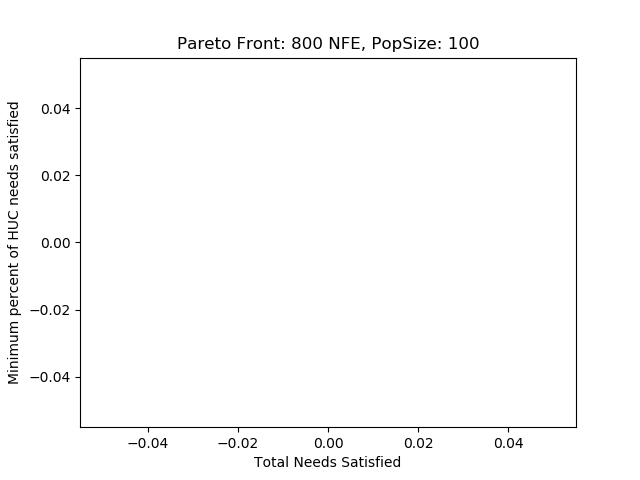 Pareto Front: 800 NFE, PopSize: 100
Minimum percent of HUC needs satisfied
0.04
0.02
0.00
−0.02
−0.04
−0.04 −0.02 0.00 0.02 0.04
Total Needs Satisfied